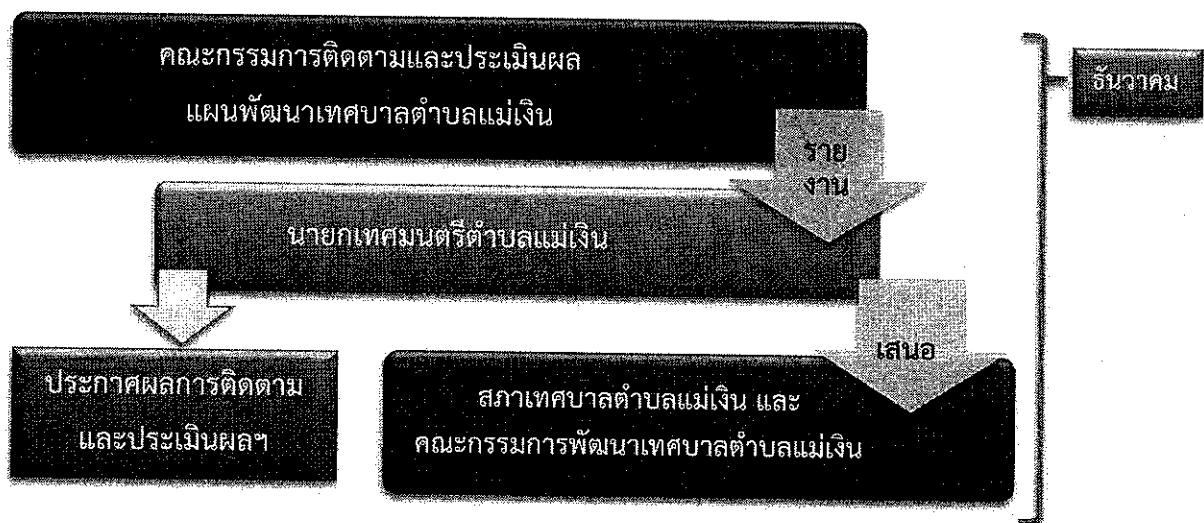 คณะกรรมการติดตามและประเมินผล
แผนพัฒนาเทศบาลตำบลแม่เงิน
ธันวาคม
ราย
งาน
นายกเทศมนตรีตำบลแม่เงิน
เสนอ
ประกาศผลการติดตาม
และประเมินผลฯ
สภาเทศบาลตำบลแม่เงิน และ
คณะกรรมการพัฒนาเทศบาลตำบลแม่เงิน